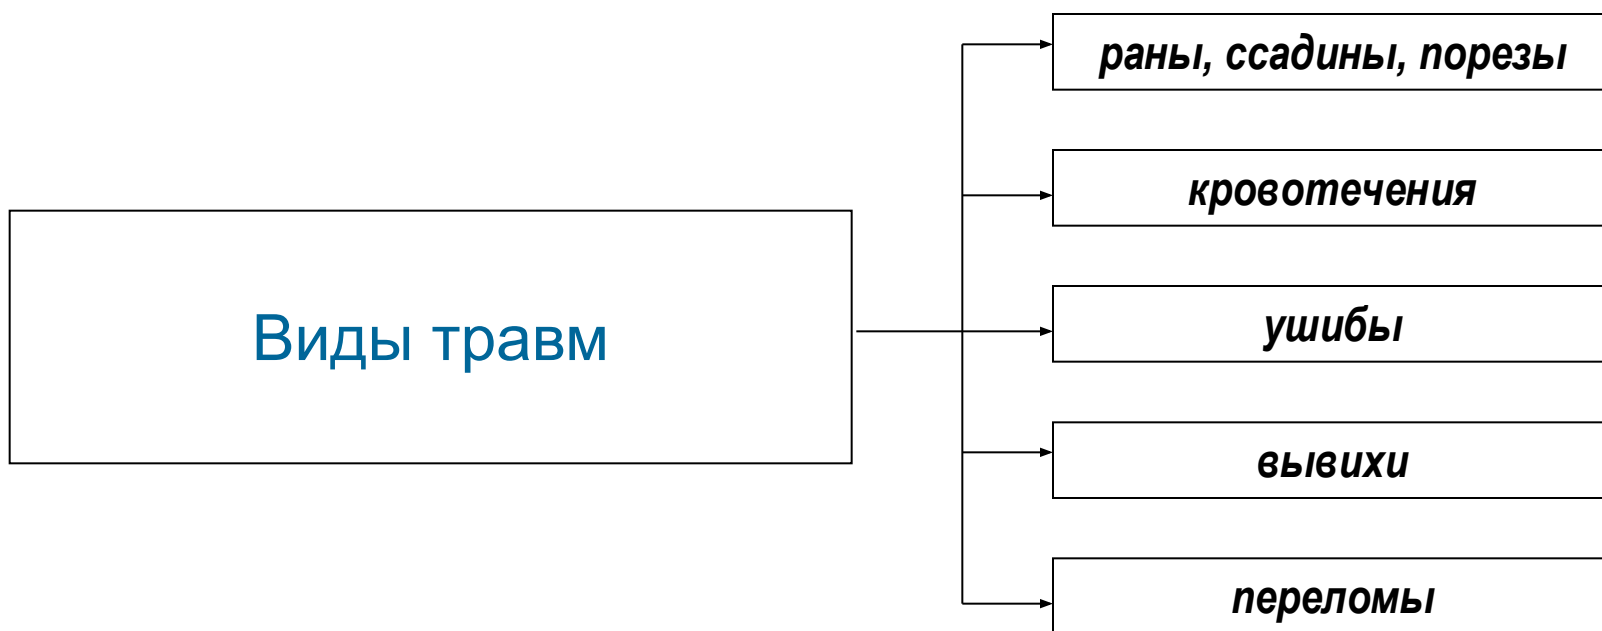 Виды травм
раны, ссадины, порезы
кровотечения
ушибы
вывихи
переломы